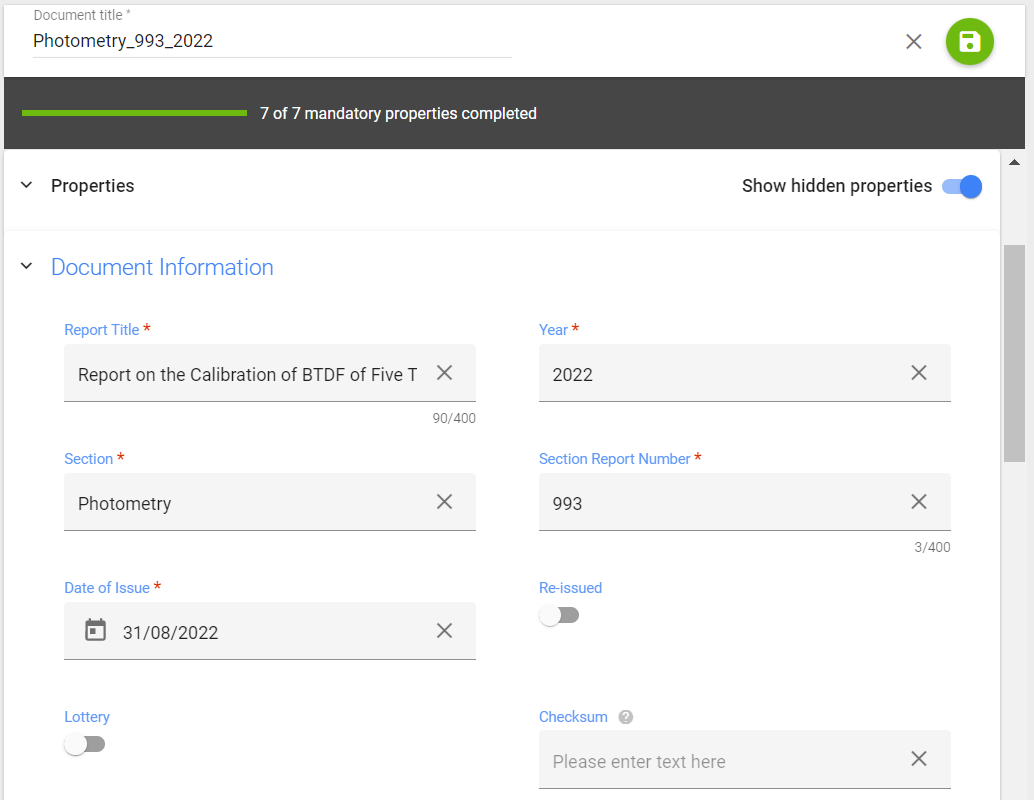 Document title *
Photometry_993_2022
7 of 7 mandatory properties completed
Properties
Show hidden properties
Document Information
Report Title *
Year *
Report on the Calibration of BTDF of Five T
2022
90/400
Section *
Section Report Number *
Photometry
993
3/400
Date of Issue *
Re-issued
31/08/2022
Lottery
Checksum ?
Please enter text here